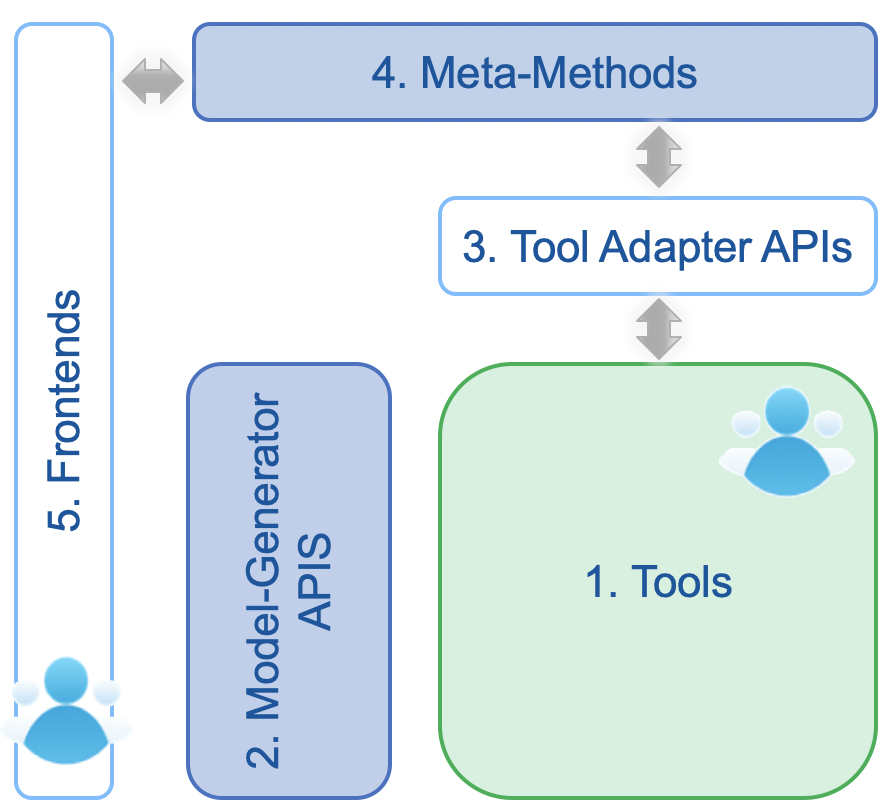 4. Meta-Methods
3. Tool Adapter APIs
5. Frontends
2. Model-Generator
APIS
1. Tools